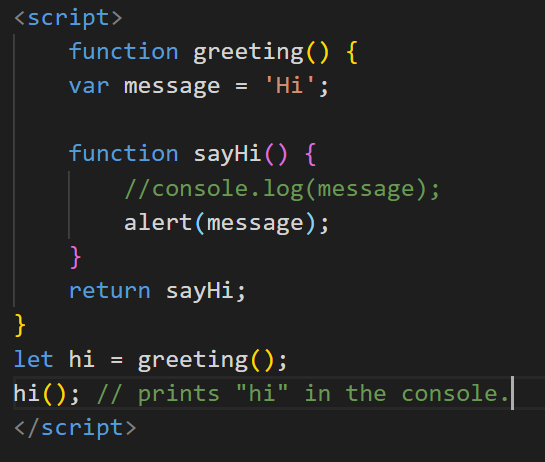 <script>
function greeting() {
var message = 'Hi';
function sayHi() {
//console.log(message);
alert(message);
}
return sayHi;
}
let hi = greeting();
hi(); // prints "hi" in the console.
</script>